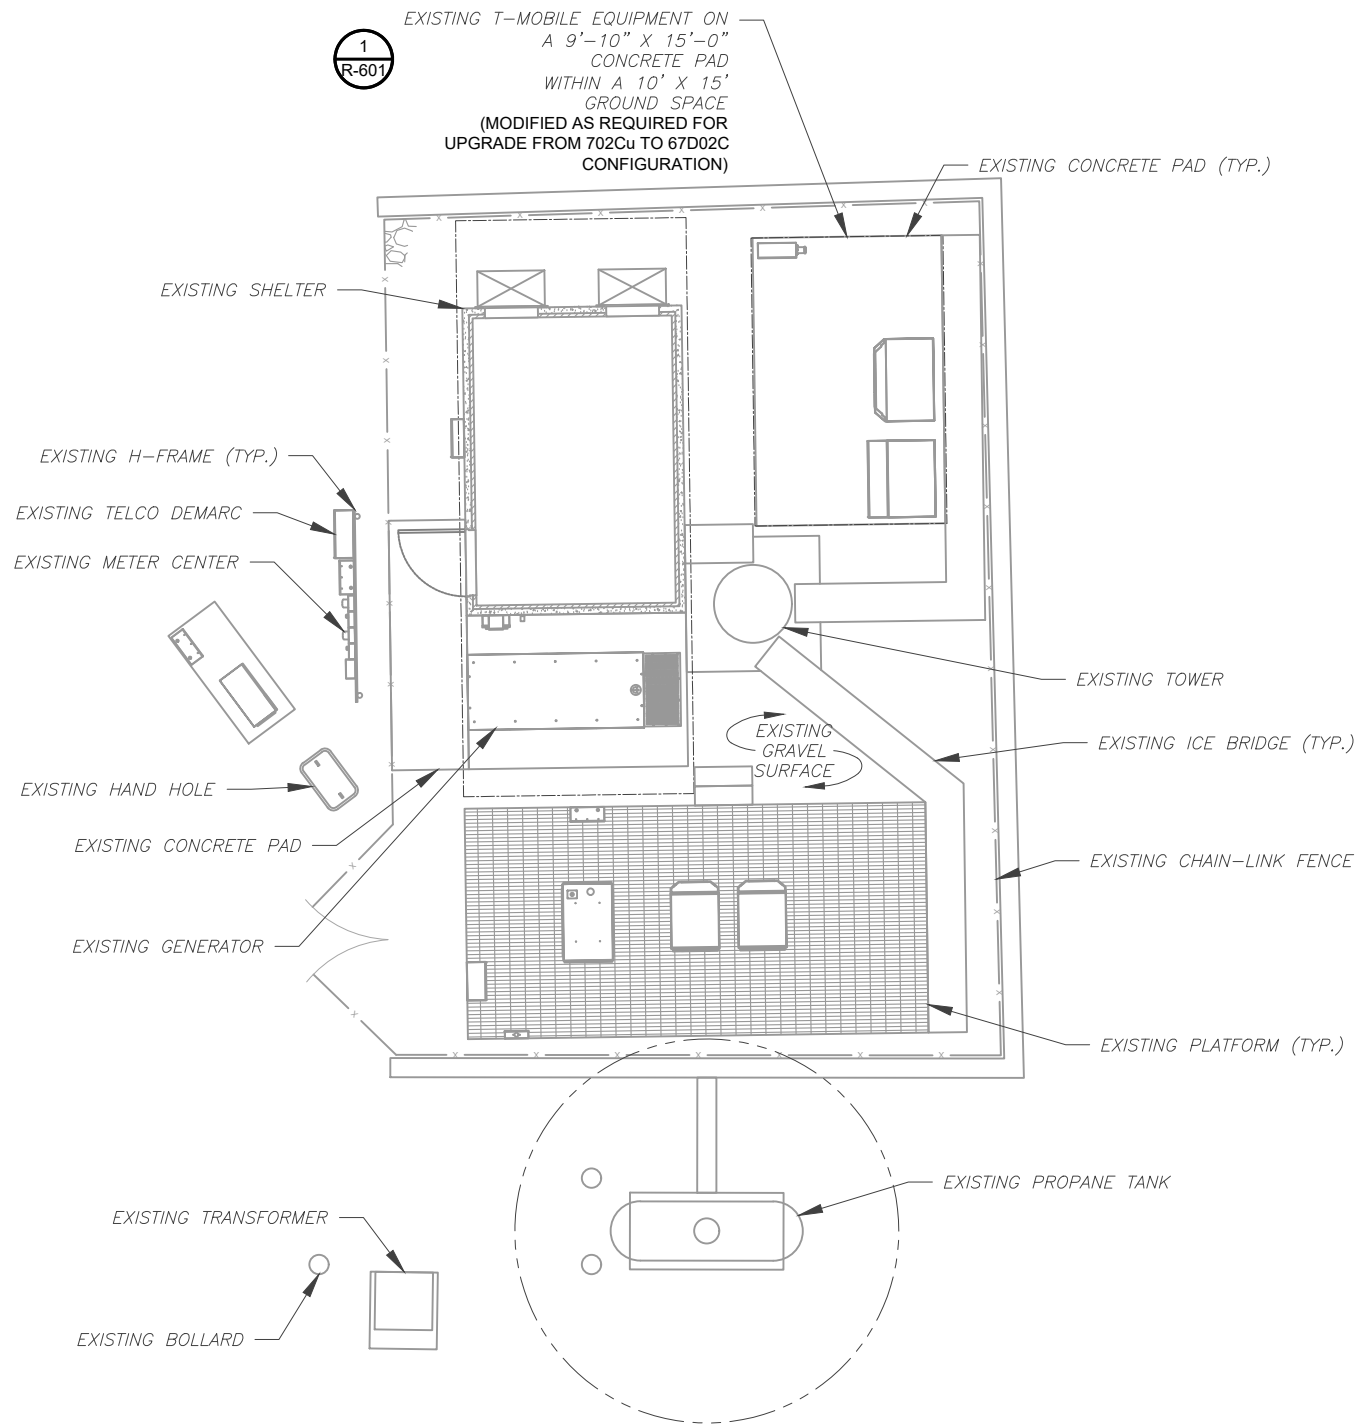 EXISTING T-MOBILE EQUIPMENT ON
A 9'-10" X 15'-0"
CONCRETE PAD
WITHIN A 10' X 15'
GROUND SPACE
(MODIFIED AS REQUIRED FOR
UPGRADE FROM 702Cu TO 67D02C
CONFIGURATION)
1
R-601
EXISTING CONCRETE PAD (TYP.)
EXISTING SHELTER
EXISTING H-FRAME (TYP.)
EXISTING TELCO DEMARC
EXISTING METER CENTER
EXISTING TOWER
EXISTING
GRAVEL
SURFACE
EXISTING ICE BRIDGE (TYP.)
EXISTING HAND HOLE
EXISTING CONCRETE PAD
EXISTING CHAIN-LINK FENCE
EXISTING GENERATOR
EXISTING PLATFORM (TYP.)
EXISTING PROPANE TANK
EXISTING TRANSFORMER
EXISTING BOLLARD